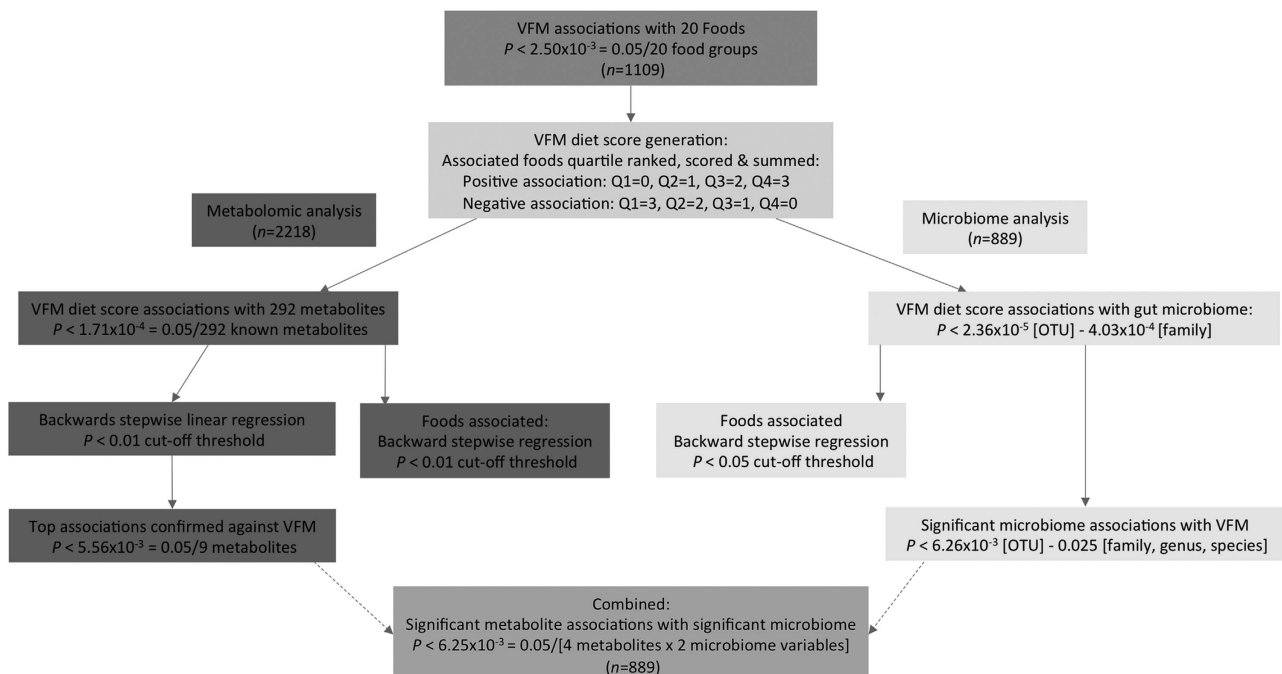 VFM associations with 20 Foods
P < 2.50x10⁻³ = 0.05/20 food groups
(n=1109)
VFM diet score generation:
Associated foods quartile ranked, scored & summed:
Positive association: Q1=0, Q2=1, Q3=2, Q4=3
Negative association: Q1=3, Q2=2, Q3=1, Q4=0
Metabolomic analysis
(n=2218)
Microbiome analysis
(n=889)
VFM diet score associations with 292 metabolites
P < 1.71x10⁻⁴ = 0.05/292 known metabolites
VFM diet score associations with gut microbiome:
P < 2.36x10⁻⁵ [OTU] - 4.03x10⁻⁴ [family]
Backwards stepwise linear regression
P < 0.01 cut-off threshold
Foods associated:
Backward stepwise regression
P < 0.01 cut-off threshold
Foods associated
Backward stepwise regression
P < 0.05 cut-off threshold
Top associations confirmed against VFM
P < 5.56x10⁻³ = 0.05/9 metabolites
Significant microbiome associations with VFM
P < 6.26x10⁻³ [OTU] - 0.025 [family, genus, species]
Combined:
Significant metabolite associations with significant microbiome
P < 6.25x10⁻³ = 0.05/[4 metabolites x 2 microbiome variables]
(n=889)